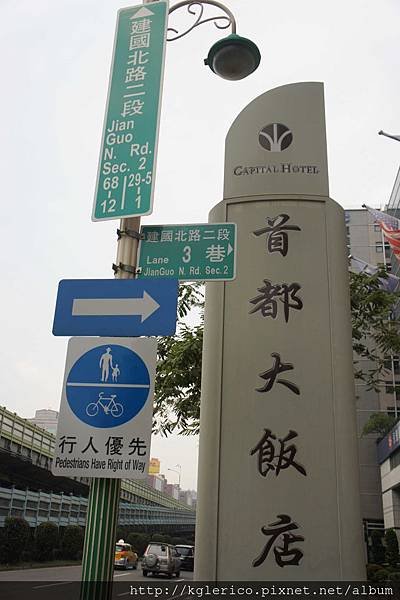 建國北路二段
Jian
Guo
N. Rd.
Sec. 2
68 29-5
12 1
建國北路二段
Lane 3 巷
JianGuo N. Rd. Sec. 2
行人優先
Pedestrians Have Right of Way
CAPITAL HOTEL
首都大飯店
http://kglerico.pixnet.net/album